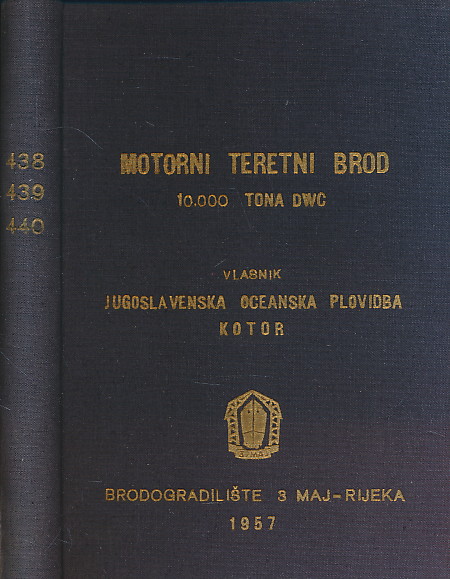 438
439
440
MOTORNI TERETNI BROD
10.000 TONA DWC
VLASNIK
JUGOSLAVENSKA OCEANSKA PLOVIDBA
KOTOR
3. MAJ
BRODOGRADILIŠTE 3 MAJ-RIJEKA
1957